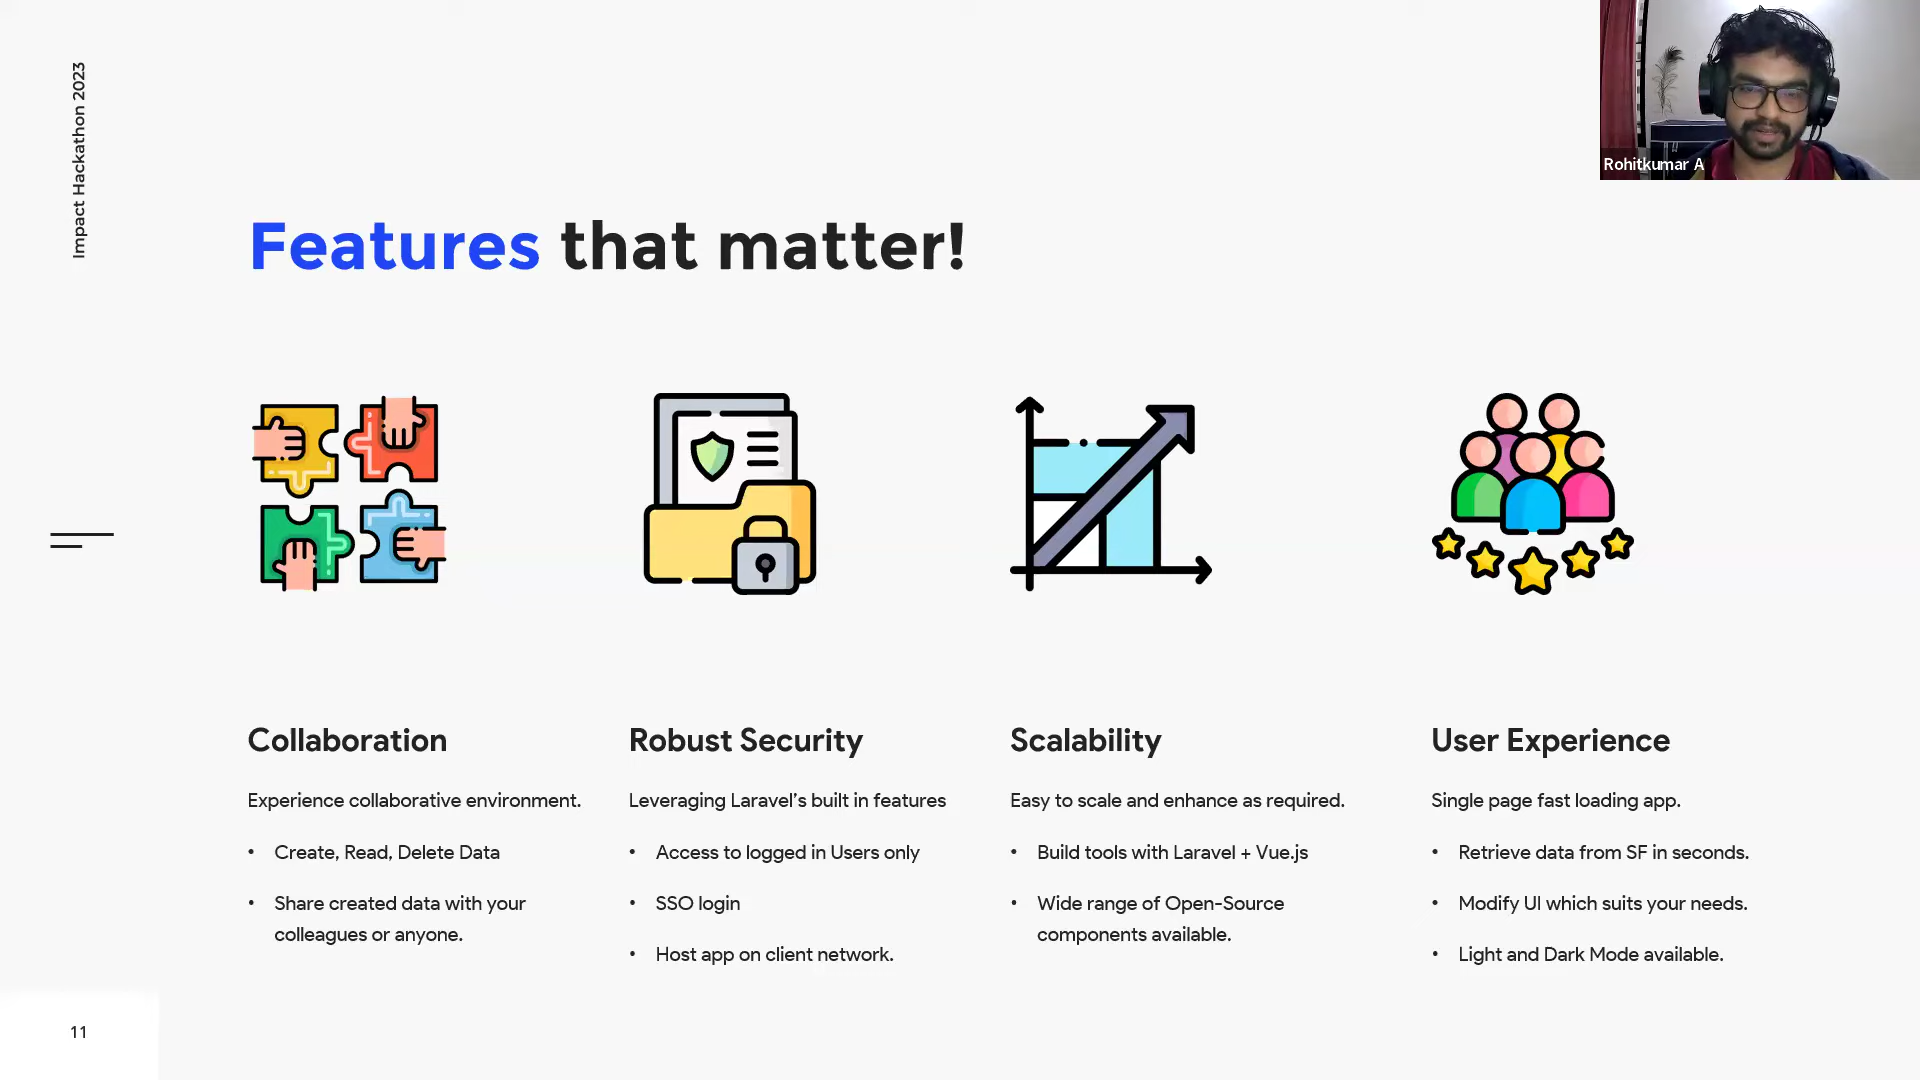 Impact Hackathon 2023
Rohitkumar A
Features that matter!
Collaboration
Experience collaborative environment.
• Create, Read, Delete Data
• Share created data with your
colleagues or anyone.
Robust Security
Leveraging Laravel’s built in features
• Access to logged in Users only
• SSO login
• Host app on client network.
Scalability
Easy to scale and enhance as required.
• Build tools with Laravel + Vue.js
• Wide range of Open-Source
components available.
User Experience
Single page fast loading app.
• Retrieve data from SF in seconds.
• Modify UI which suits your needs.
• Light and Dark Mode available.
11